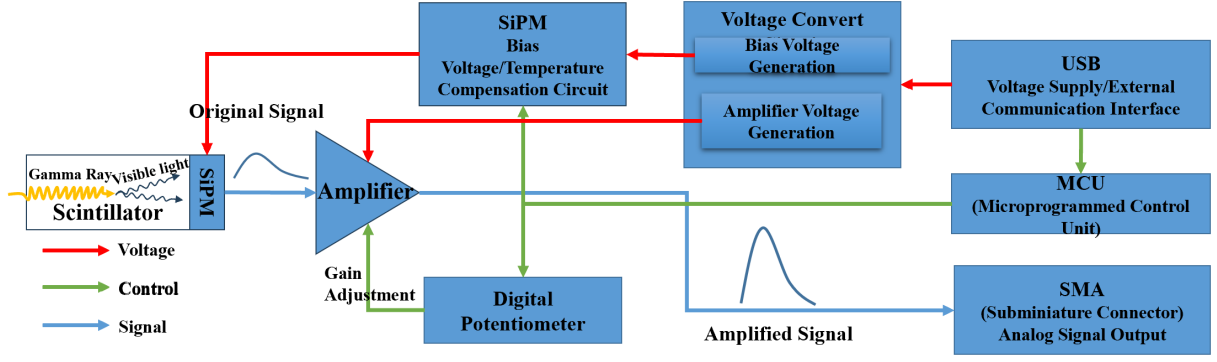 SiPM
Bias
Voltage/Temperature
Compensation Circuit
Voltage Convert
Bias Voltage
Generation
Amplifier Voltage
Generation
USB
Voltage Supply/External
Communication Interface
Original Signal
Gamma Ray
Visible light
Scintillator
SiPM
Amplifier
MCU
(Microprogrammed Control
Unit)
Voltage
Control
Signal
Gain
Adjustment
Digital
Potentiometer
Amplified Signal
SMA
(Subminiature Connector)
Analog Signal Output